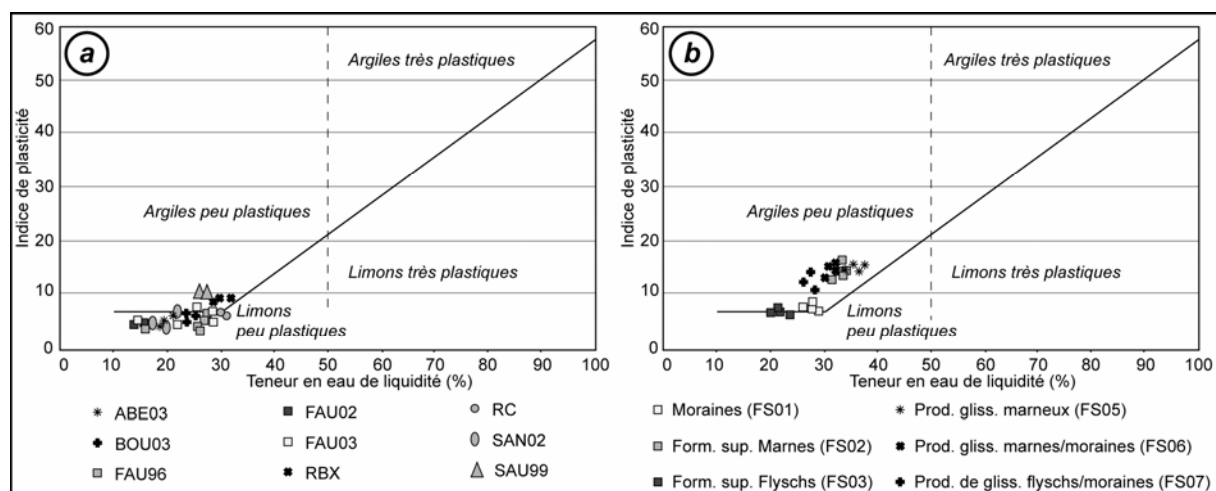 a
Indice de plasticité
60
50
40
30
20
10
0
0 10 20 30 40 50 60 70 80 90 100
Teneur en eau de liquidité (%)
Argiles très plastiques
Argiles peu plastiques
Limons très plastiques
Limons
peu plastiques
ABE03
BOU03
FAU96
FAU02
FAU03
RBX
RC
SAN02
SAU99
b
Indice de plasticité
60
50
40
30
20
10
0
0 10 20 30 40 50 60 70 80 90 100
Teneur en eau de liquidité (%)
Argiles très plastiques
Argiles peu plastiques
Limons très plastiques
Limons
peu plastiques
Moraines (FS01)
Form. sup. Marnes (FS02)
Form. sup. Flyschs (FS03)
Prod. gliss. marneux (FS05)
Prod. gliss. marnes/moraines (FS06)
Prod. de gliss. flyschs/moraines (FS07)